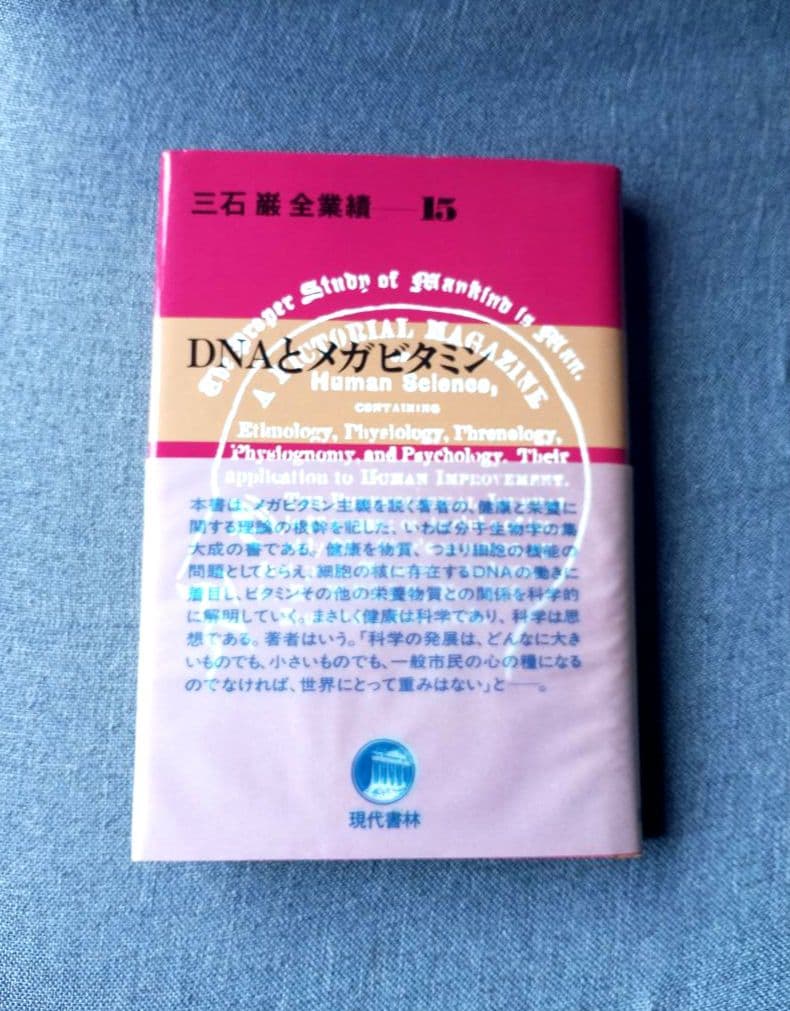 三石 巌 全業績──15
Proper Study of Mankind is Man.
A PICTORIAL MAGAZINE
DNAとメガビタミン
Human Science,
CONTAINING
Ethnology, Physiology, Phrenology,
Physiognomy, and Psychology. Their
application to HUMAN IMPROVEMENT.
本書は、メガビタミン主義を説く著者の、健康と栄養に
関する理論の根幹を記した、いわば分子生物学の集
大成の書である。健康を物質、つまり細胞の機能の
問題としてとらえ、細胞の核に存在するDNAの働きに
着目し、ビタミンその他の栄養物質との関係を科学的
に解明していく。まさしく健康は科学であり、科学は思
想である。著者はいう。「科学の発展は、どんなに大き
いものでも、小さいものでも、一般市民の心の糧になる
のでなければ、世界にとって重みはない」と──。
現代書林